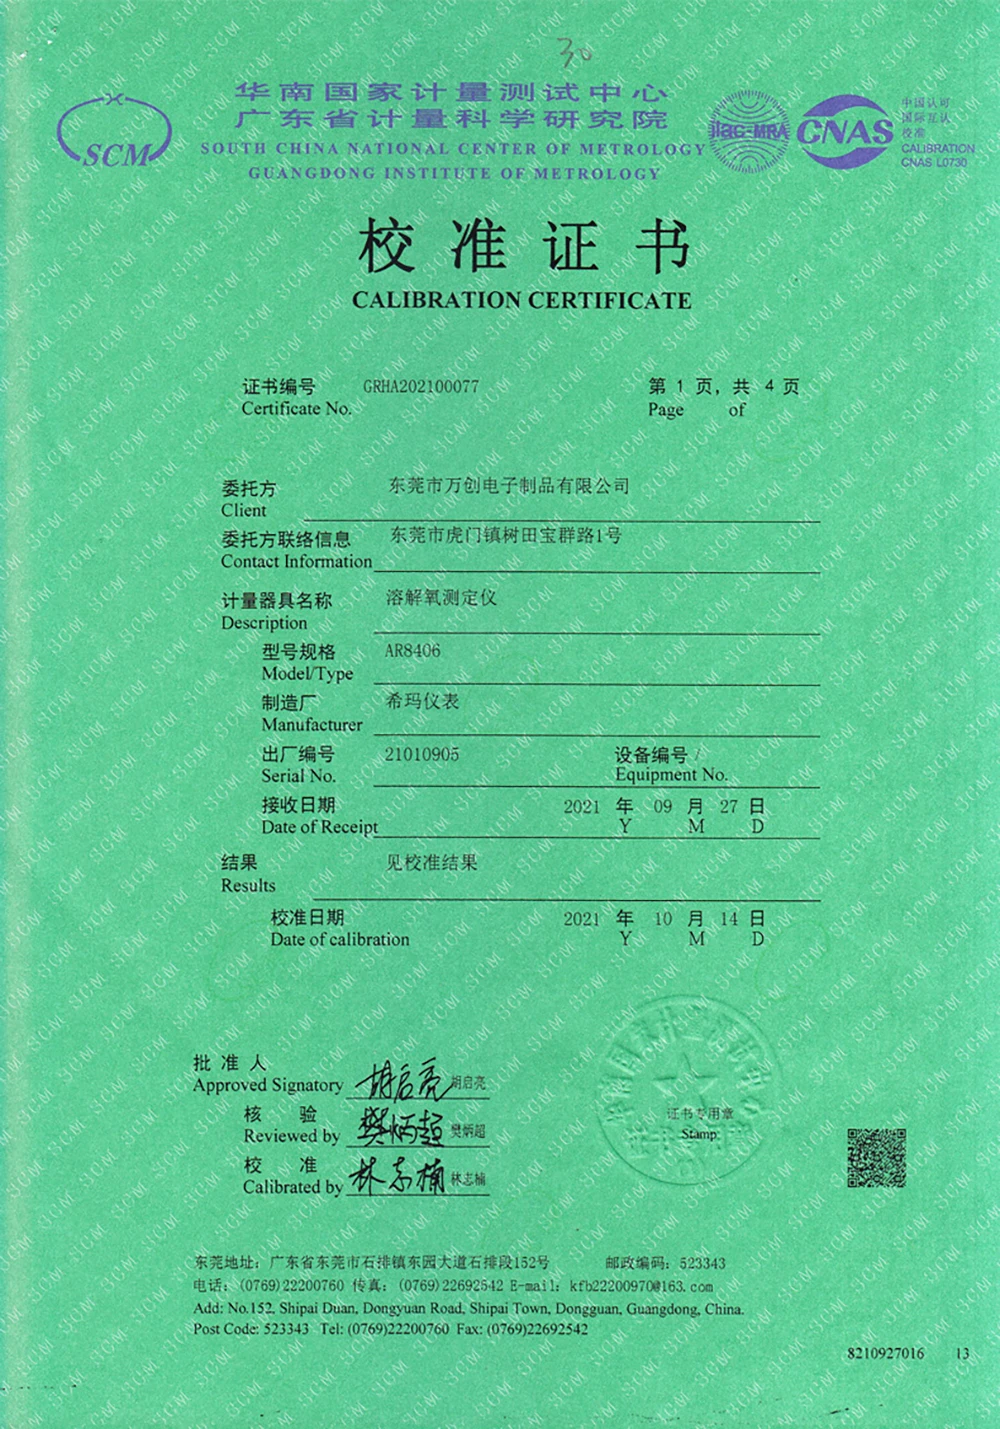 30
华南国家计量测试中心
广东省计量科学研究院
SOUTH CHINA NATIONAL CENTER OF METROLOGY
GUANGDONG INSTITUTE OF METROLOGY
SCM
ilac-MRA
CNAS
中国认可
国际互认
校准
CALIBRATION
CNAS L0730
校准证书
CALIBRATION CERTIFICATE
证书编号 GRHA202100077 第 1 页，共 4 页
Certificate No. Page of
委托方 东莞市万创电子制品有限公司
Client
委托方联络信息 东莞市虎门镇树田宝群路1号
Contact Information
计量器具名称 溶解氧测定仪
Description
型号规格 AR8406
Model/Type
制造厂 希玛仪表
Manufacturer
出厂编号 21010905 设备编号 /
Serial No. Equipment No.
接收日期 2021 年 09 月 27 日
Date of Receipt Y M D
结果 见校准结果
Results
校准日期 2021 年 10 月 14 日
Date of calibration Y M D
批准人
Approved Signatory 胡启亮 胡启亮
核验
Reviewed by 樊炳超 樊炳超
校准
Calibrated by 林志楠 林志楠
证书专用章
Stamp
东莞地址：广东省东莞市石排镇东园大道石排段152号 邮政编码：523343
电话：(0769)22200760 传真：(0769)22692542 E-mail: kfb22200970@163.com
Add: No.152, Shipai Duan, Dongyuan Road, Shipai Town, Dongguan, Guangdong, China.
Post Code: 523343 Tel: (0769)22200760 Fax: (0769)22692542
8210927016 13